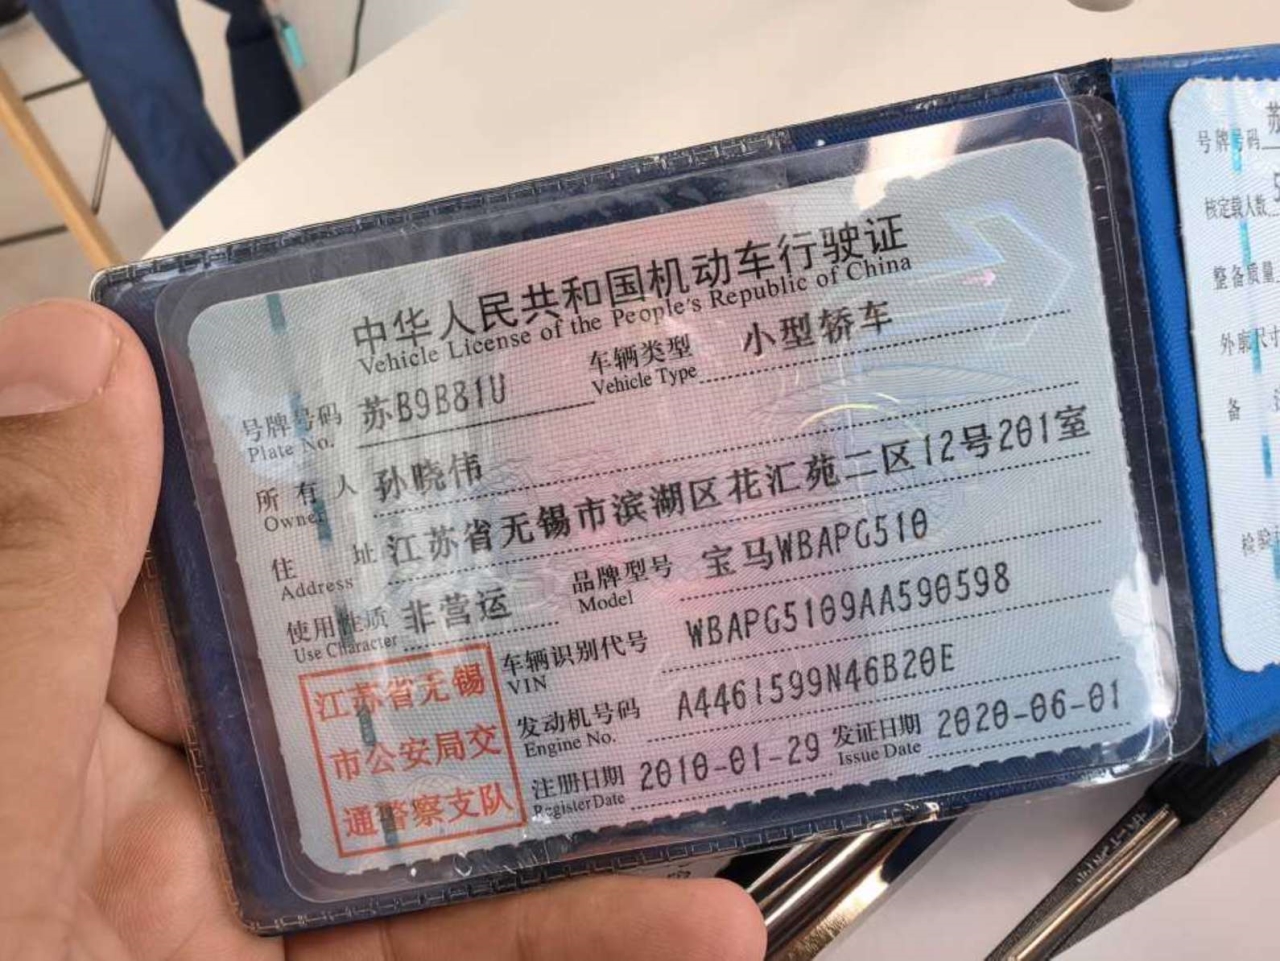 中华人民共和国机动车行驶证
Vehicle License of the People's Republic of China
号牌号码 苏B9B81U 车辆类型 小型轿车
Plate No. Vehicle Type
所有人 孙晓伟
Owner
住址 江苏省无锡市滨湖区花汇苑二区12号201室
Address
使用性质 非营运 品牌型号 宝马WBAPG510
Use Character Model
车辆识别代号 WBAPG5109AA590598
VIN
发动机号码 A4461599N46B20E
Engine No.
注册日期 2010-01-29 发证日期 2020-06-01
Register Date Issue Date
江苏省无锡
市公安局交
通警察支队
号牌号码 苏
核定载人数
整备质量
外廓尺寸
备
检验